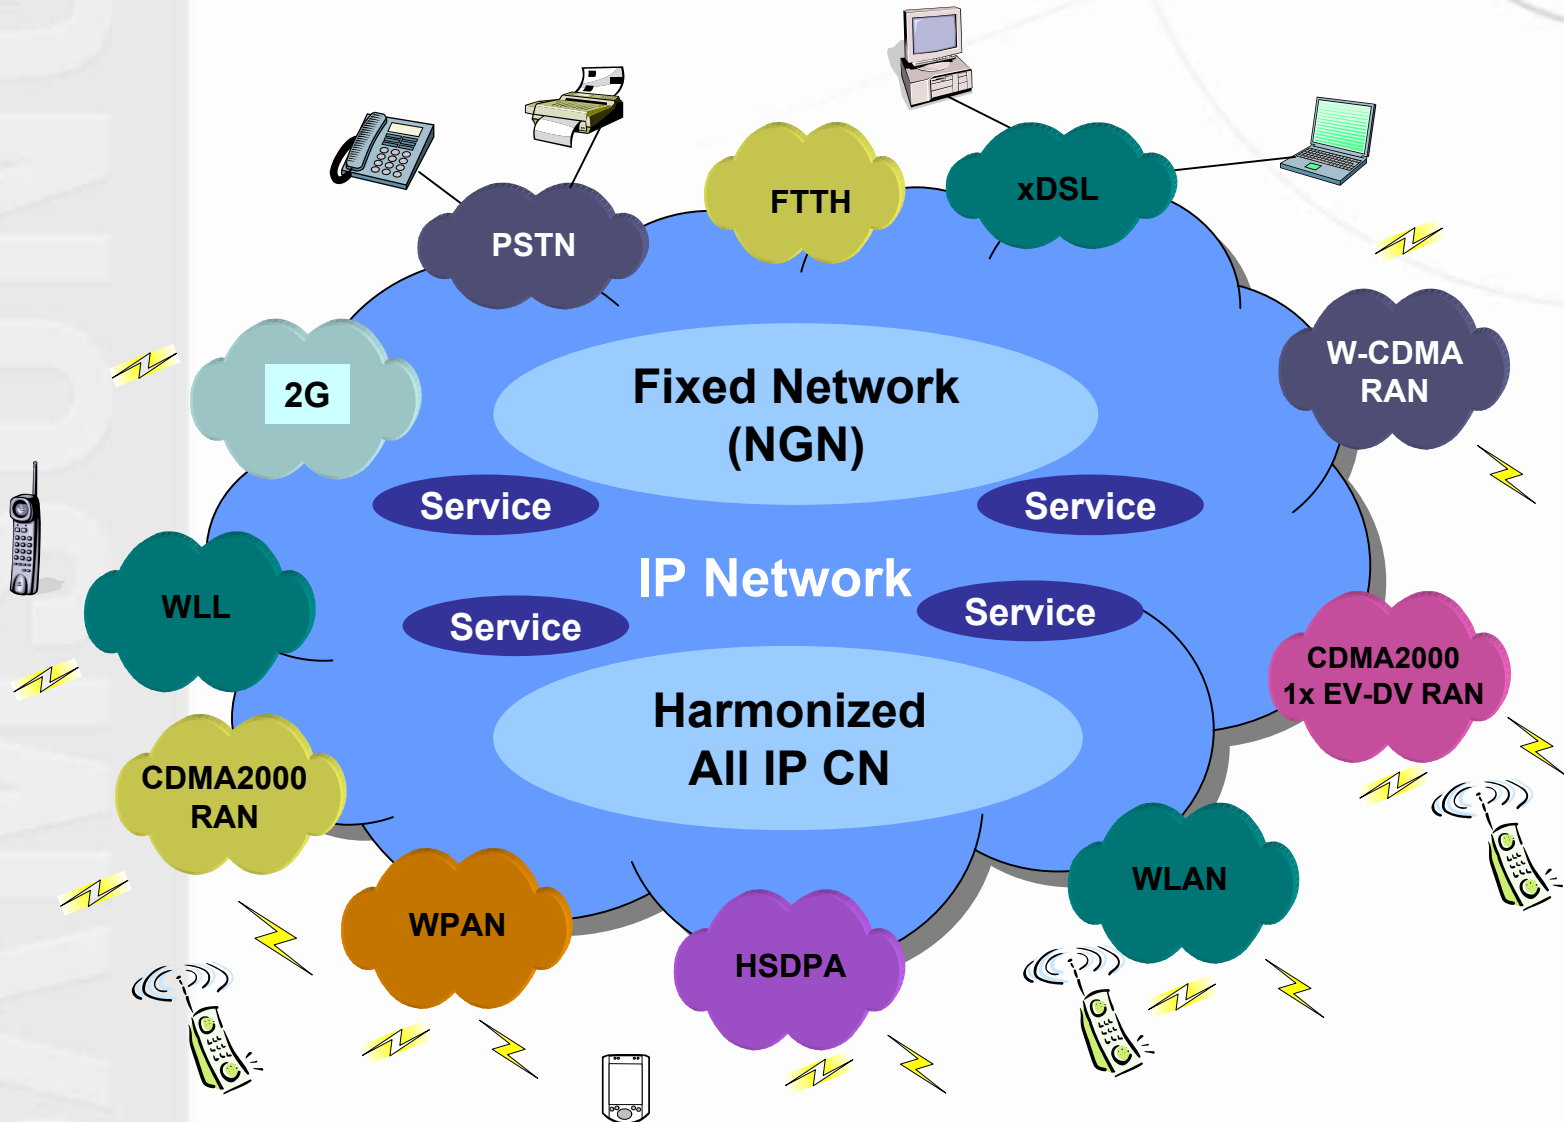 FTTH
xDSL
PSTN
W-CDMA
RAN
2G
Fixed Network
(NGN)
Service
Service
IP Network
WLL
Service
Service
CDMA2000
1x EV-DV RAN
Harmonized
All IP CN
CDMA2000
RAN
WLAN
WPAN
HSDPA